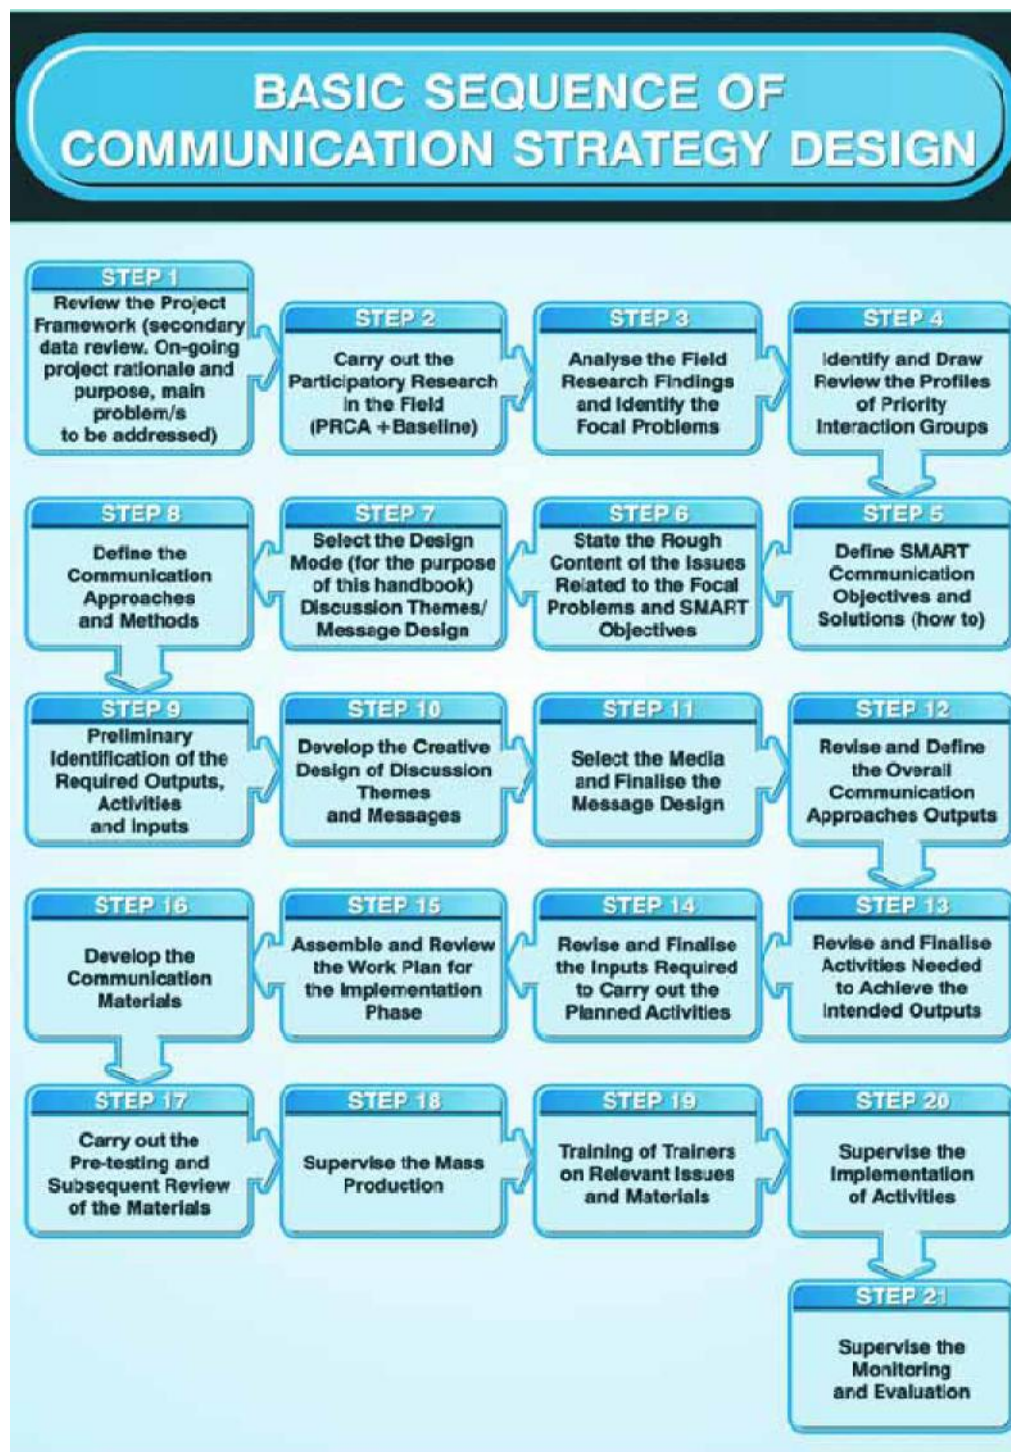 BASIC SEQUENCE OF
COMMUNICATION STRATEGY DESIGN
STEP 1
Review the Project
Framework (secondary
data review. On-going
project rationale and
purpose, main
problem/s
to be addressed)
STEP 2
Carry out the
Participatory Research
in the Field
(PRCA +Baseline)
STEP 3
Analyse the Field
Research Findings
and Identify the
Focal Problems
STEP 4
Identify and Draw
Review the Profiles
of Priority
Interaction Groups
STEP 5
Define SMART
Communication
Objectives and
Solutions (how to)
STEP 6
State the Rough
Content of the Issues
Related to the Focal
Problems and SMART
Objectives
STEP 7
Select the Design
Mode (for the purpose
of this handbook)
Discussion Themes/
Message Design
STEP 8
Define the
Communication
Approaches
and Methods
STEP 9
Preliminary
Identification of the
Required Outputs,
Activities
and Inputs
STEP 10
Develop the Creative
Design of Discussion
Themes
and Messages
STEP 11
Select the Media
and Finalise the
Message Design
STEP 12
Revise and Define
the Overall
Communication
Approaches Outputs
STEP 13
Revise and Finalise
Activities Needed
to Achieve the
Intended Outputs
STEP 14
Revise and Finalise
the Inputs Required
to Carry out the
Planned Activities
STEP 15
Assemble and Review
the Work Plan for
the Implementation
Phase
STEP 16
Develop the
Communication
Materials
STEP 17
Carry out the
Pre-testing and
Subsequent Review
of the Materials
STEP 18
Supervise the Mass
Production
STEP 19
Training of Trainers
on Relevant Issues
and Materials
STEP 20
Supervise the
Implementation
of Activities
STEP 21
Supervise the
Monitoring
and Evaluation